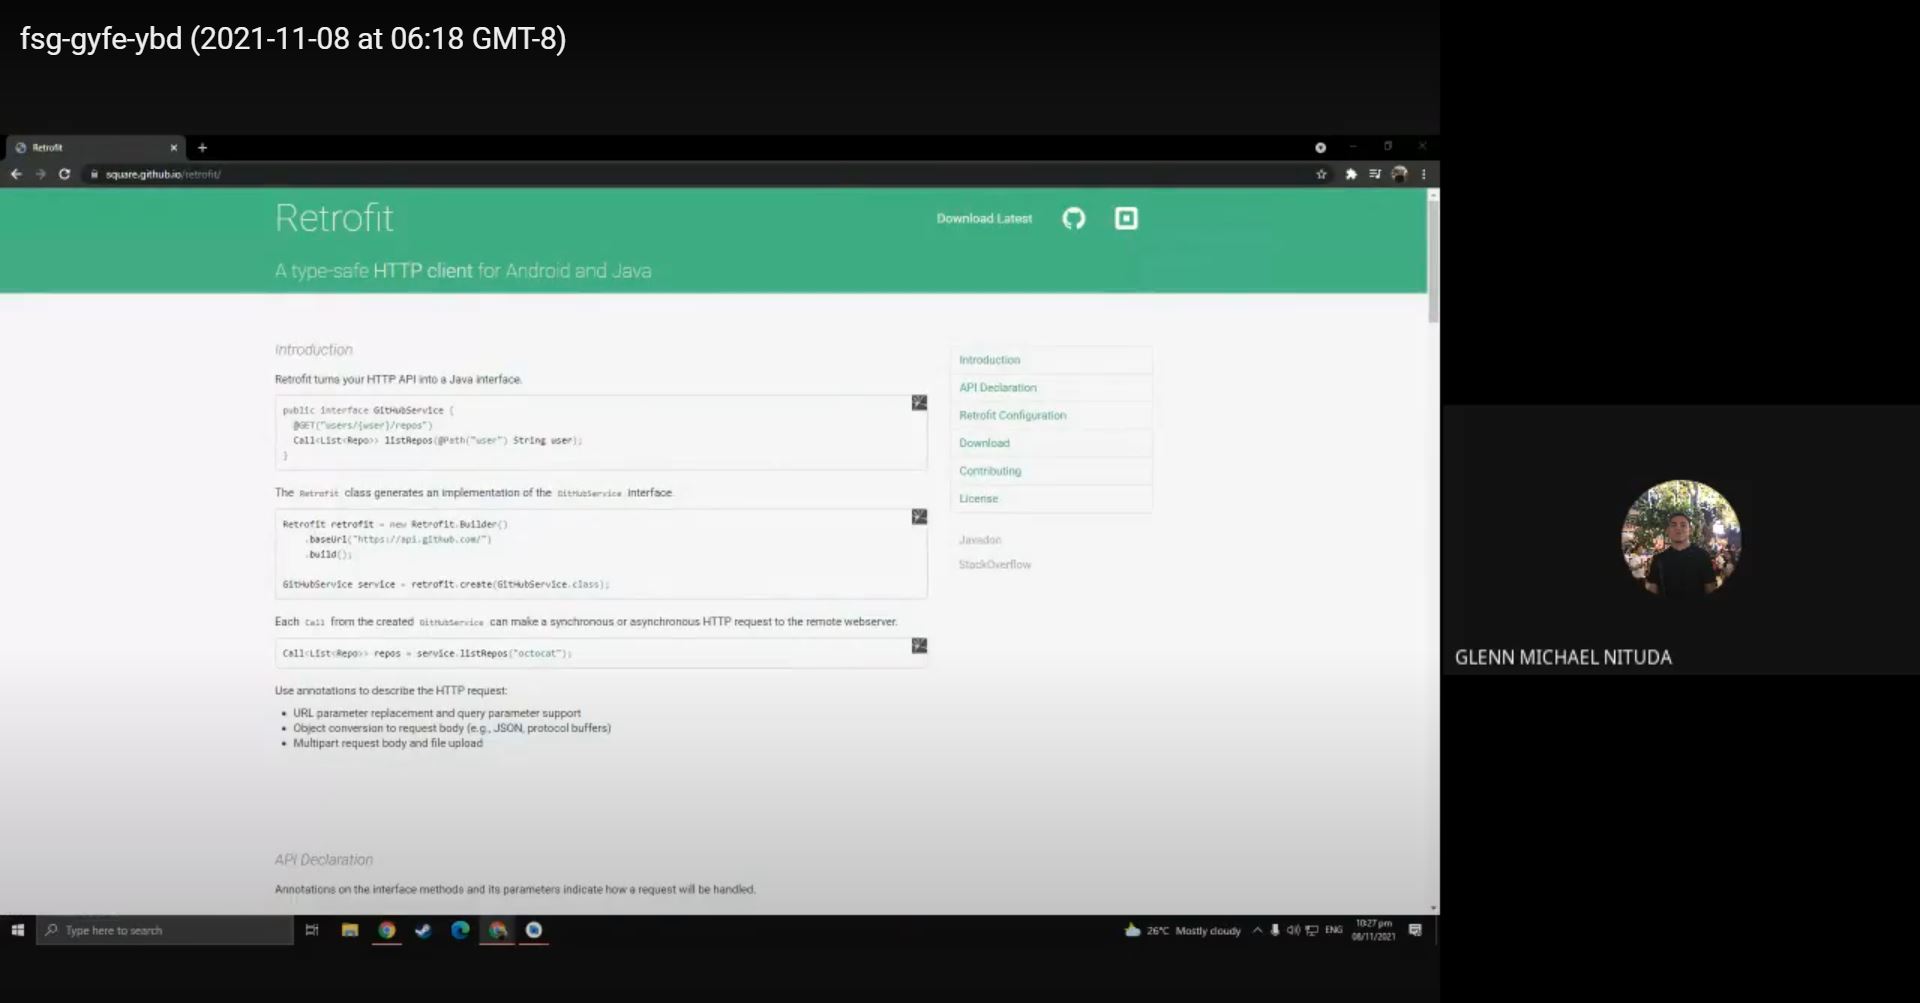 fsg-gyfe-ybd (2021-11-08 at 06:18 GMT-8)
Retrofit
square.github.io/retrofit/
Retrofit
Download Latest
A type-safe HTTP client for Android and Java
Introduction
Retrofit turns your HTTP API into a Java interface.
public interface GitHubService {
@GET("users/{user}/repos")
Call<List<Repo>> listRepos(@Path("user") String user);
}
The Retrofit class generates an implementation of the GitHubService interface.
Retrofit retrofit = new Retrofit.Builder()
.baseUrl("https://api.github.com/")
.build();
GitHubService service = retrofit.create(GitHubService.class);
Each Call from the created GitHubService can make a synchronous or asynchronous HTTP request to the remote webserver.
Call<List<Repo>> repos = service.listRepos("octocat");
Use annotations to describe the HTTP request:
• URL parameter replacement and query parameter support
• Object conversion to request body (e.g., JSON, protocol buffers)
• Multipart request body and file upload
API Declaration
Annotations on the interface methods and its parameters indicate how a request will be handled.
Introduction
API Declaration
Retrofit Configuration
Download
Contributing
License
Javadoc
StackOverflow
GLENN MICHAEL NITUDA
Type here to search
26°C Mostly cloudy
ENG
10:27 pm
08/11/2021